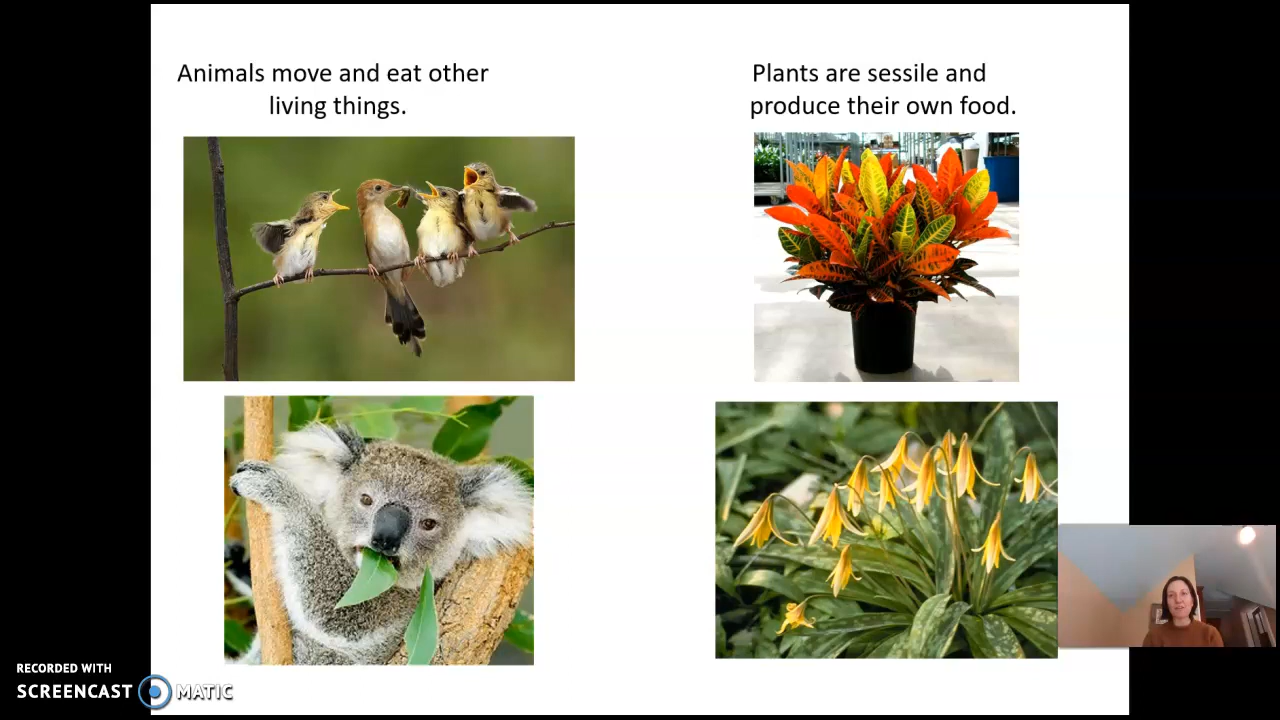 Animals move and eat other
living things.
Plants are sessile and
produce their own food.
RECORDED WITH
SCREENCAST MATIC